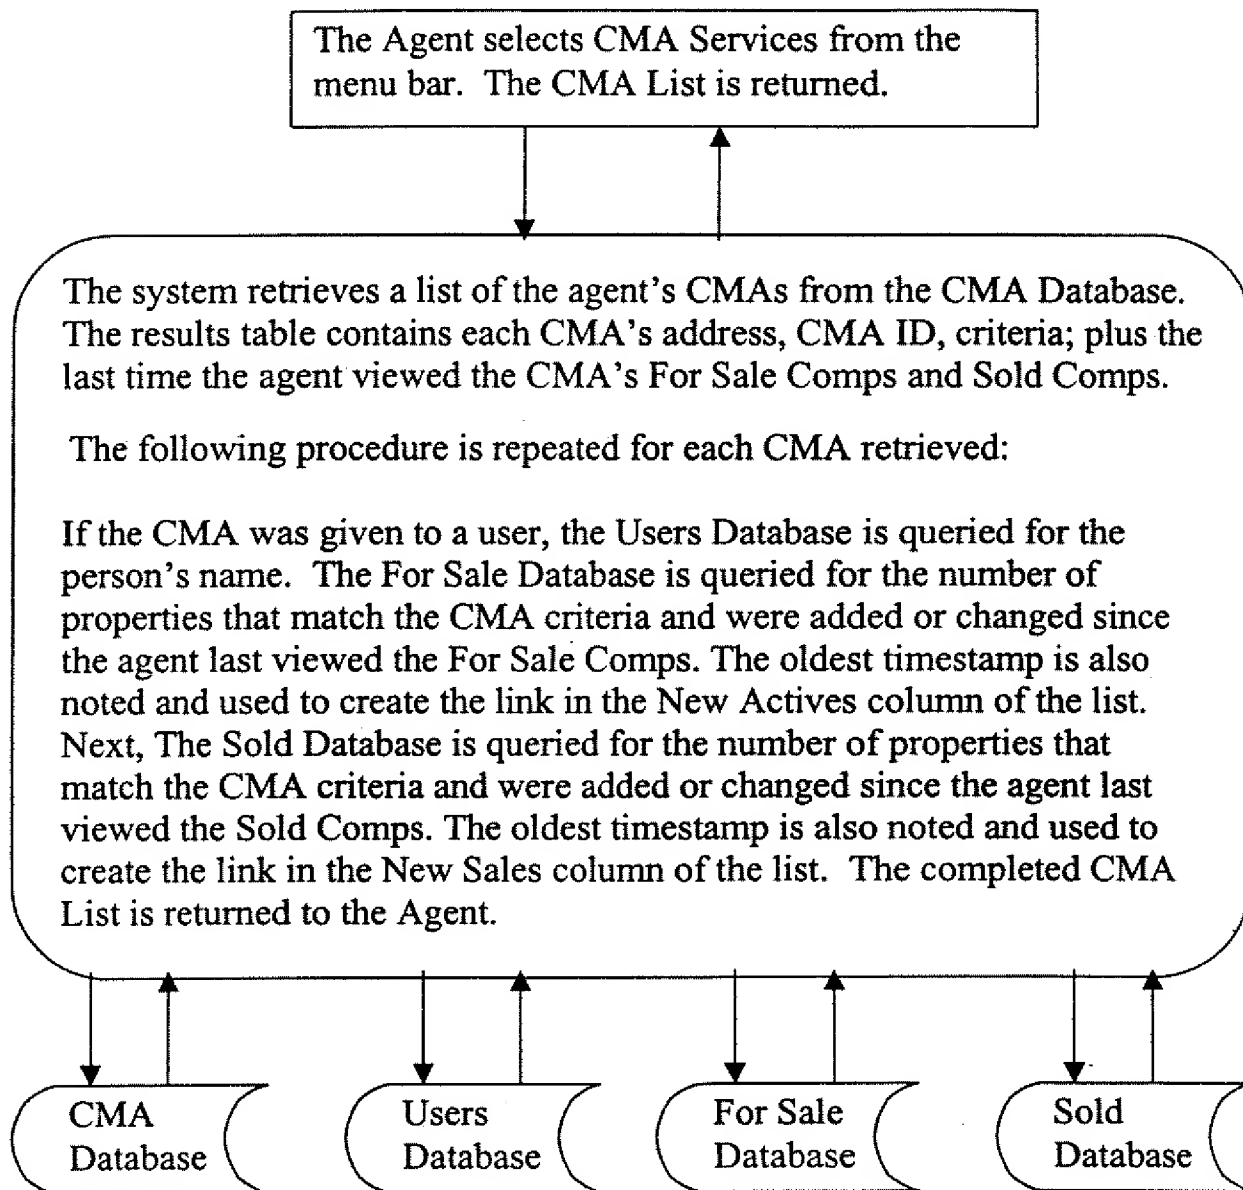 The Agent selects CMA Services from the
menu bar. The CMA List is returned.
The system retrieves a list of the agent's CMAs from the CMA Database.
The results table contains each CMA's address, CMA ID, criteria; plus the
last time the agent viewed the CMA's For Sale Comps and Sold Comps.
The following procedure is repeated for each CMA retrieved:
If the CMA was given to a user, the Users Database is queried for the
person's name. The For Sale Database is queried for the number of
properties that match the CMA criteria and were added or changed since
the agent last viewed the For Sale Comps. The oldest timestamp is also
noted and used to create the link in the New Actives column of the list.
Next, The Sold Database is queried for the number of properties that
match the CMA criteria and were added or changed since the agent last
viewed the Sold Comps. The oldest timestamp is also noted and used to
create the link in the New Sales column of the list. The completed CMA
List is returned to the Agent.
CMA
Database
Users
Database
For Sale
Database
Sold
Database